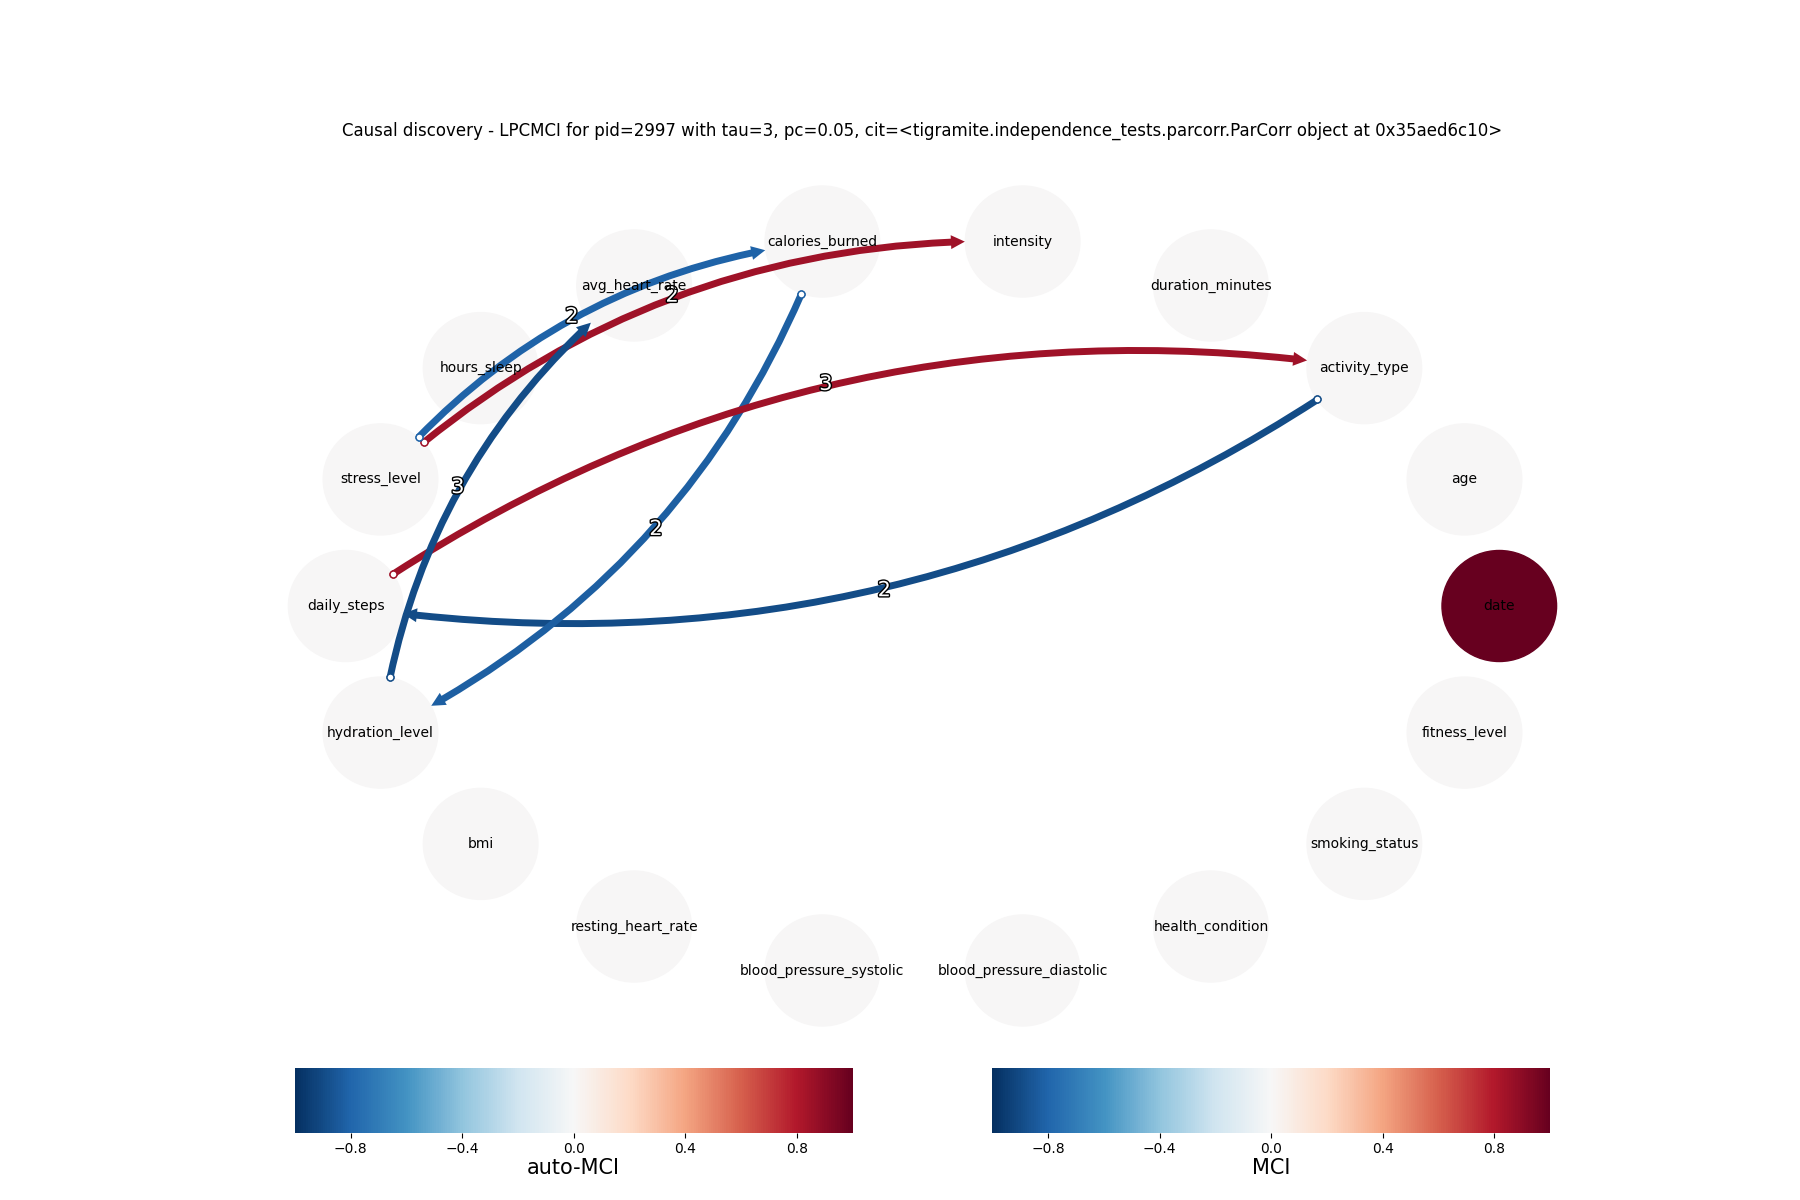 Causal discovery - LPCMCI for pid=2997 with tau=3, pc=0.05, cit=<tigramite.independence_tests.parcorr.ParCorr object at 0x35aed6c10>
calories_burned
intensity
avg_heart_rate
duration_minutes
2
2
hours_sleep
activity_type
3
stress_level
age
3
2
2
daily_steps
date
hydration_level
fitness_level
bmi
smoking_status
resting_heart_rate
health_condition
blood_pressure_systolic
blood_pressure_diastolic
−0.8 −0.4 0.0 0.4 0.8
auto-MCI
−0.8 −0.4 0.0 0.4 0.8
MCI